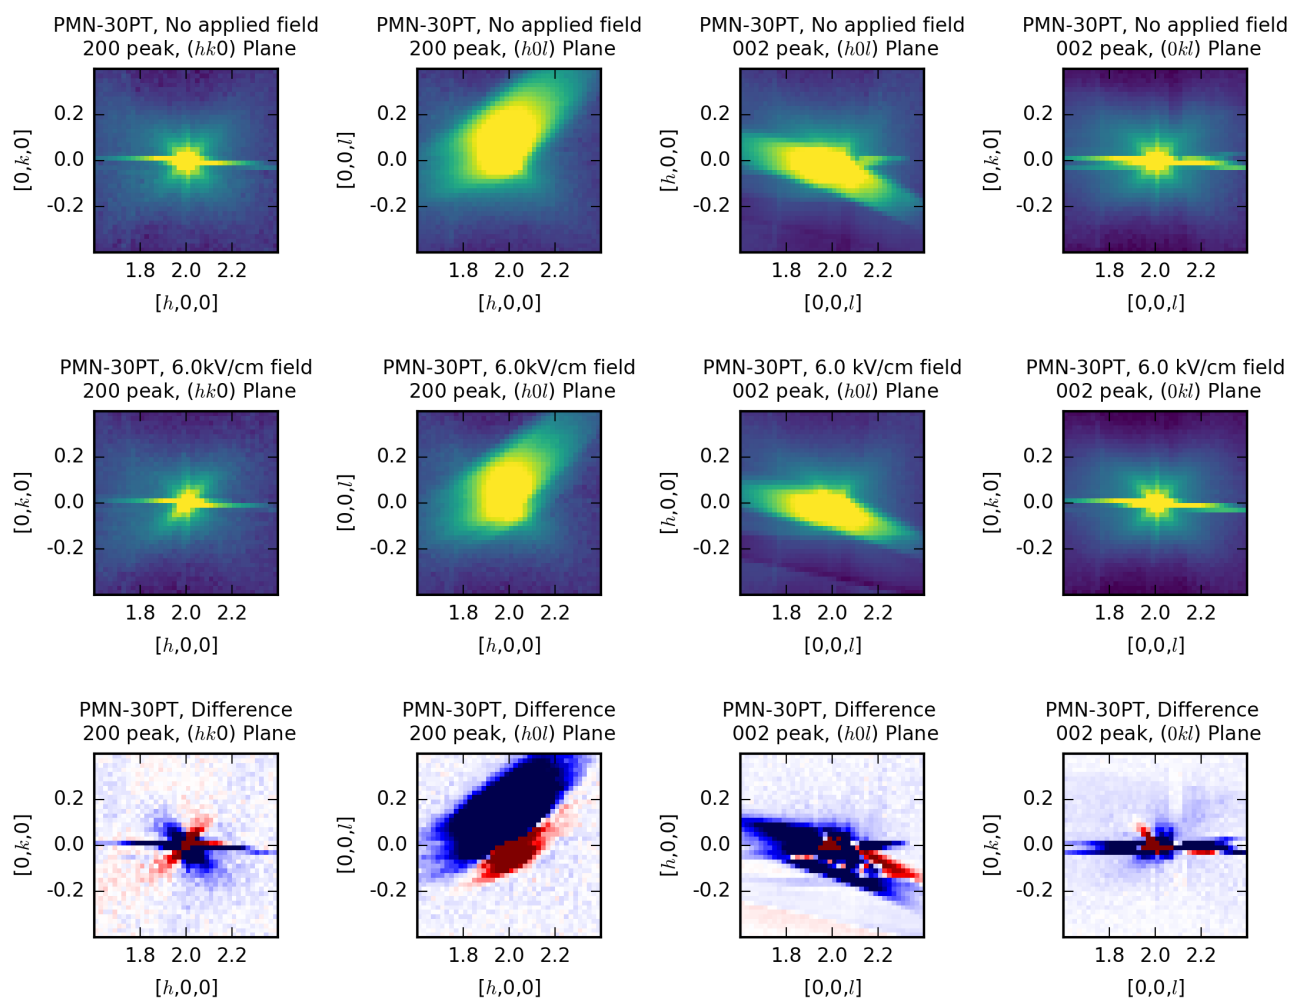 PMN-30PT, No applied field
200 peak, (hk0) Plane
0.2
0.0
-0.2
[0,k,0]
1.8 2.0 2.2
[h,0,0]
PMN-30PT, No applied field
200 peak, (h0l) Plane
0.2
0.0
-0.2
[0,0,l]
1.8 2.0 2.2
[h,0,0]
PMN-30PT, No applied field
002 peak, (h0l) Plane
0.2
0.0
-0.2
[h,0,0]
1.8 2.0 2.2
[0,0,l]
PMN-30PT, No applied field
002 peak, (0kl) Plane
0.2
0.0
-0.2
[0,k,0]
1.8 2.0 2.2
[0,0,l]
PMN-30PT, 6.0kV/cm field
200 peak, (hk0) Plane
0.2
0.0
-0.2
[0,k,0]
1.8 2.0 2.2
[h,0,0]
PMN-30PT, 6.0kV/cm field
200 peak, (h0l) Plane
0.2
0.0
-0.2
[0,0,l]
1.8 2.0 2.2
[h,0,0]
PMN-30PT, 6.0 kV/cm field
002 peak, (h0l) Plane
0.2
0.0
-0.2
[h,0,0]
1.8 2.0 2.2
[0,0,l]
PMN-30PT, 6.0 kV/cm field
002 peak, (0kl) Plane
0.2
0.0
-0.2
[0,k,0]
1.8 2.0 2.2
[0,0,l]
PMN-30PT, Difference
200 peak, (hk0) Plane
0.2
0.0
-0.2
[0,k,0]
1.8 2.0 2.2
[h,0,0]
PMN-30PT, Difference
200 peak, (h0l) Plane
0.2
0.0
-0.2
[0,0,l]
1.8 2.0 2.2
[h,0,0]
PMN-30PT, Difference
002 peak, (h0l) Plane
0.2
0.0
-0.2
[h,0,0]
1.8 2.0 2.2
[0,0,l]
PMN-30PT, Difference
002 peak, (0kl) Plane
0.2
0.0
-0.2
[0,k,0]
1.8 2.0 2.2
[0,0,l]